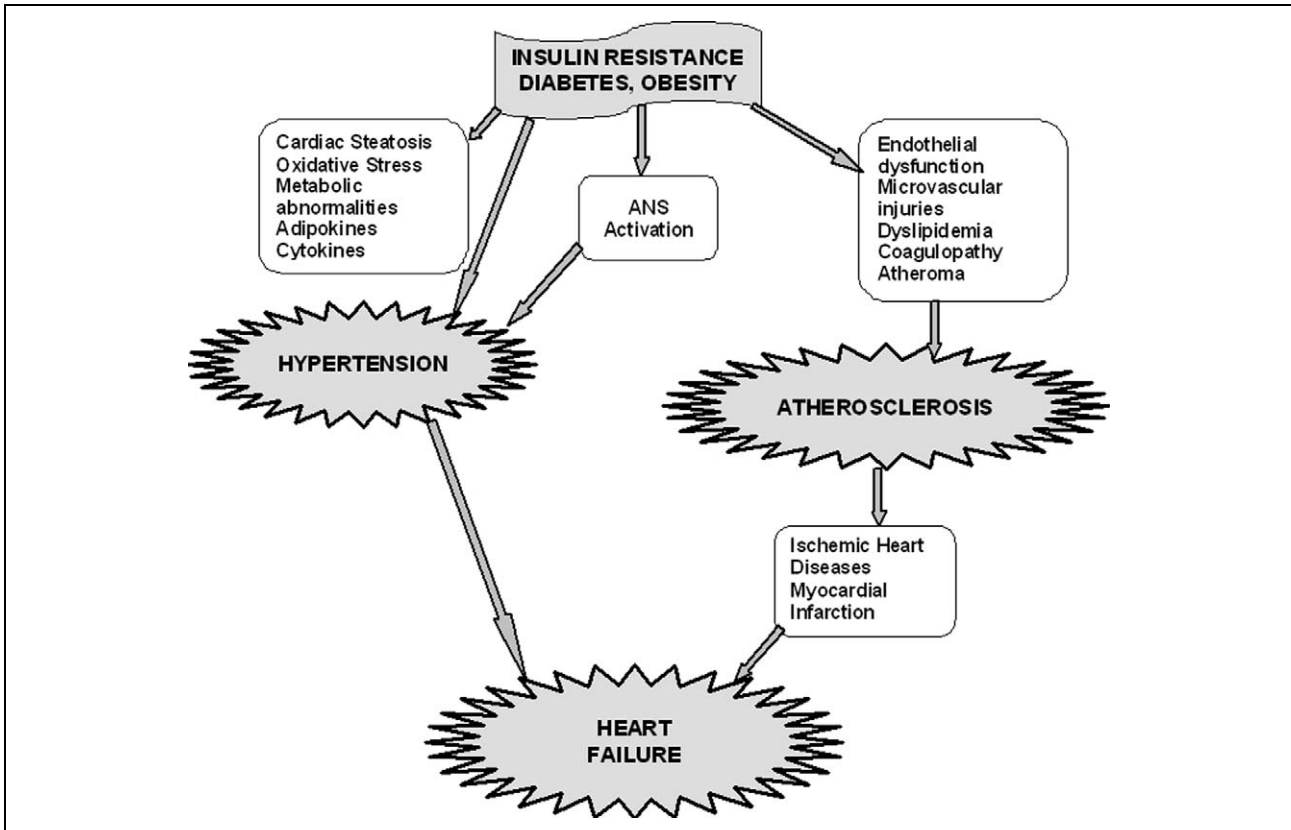 INSULIN RESISTANCE
DIABETES, OBESITY
Cardiac Steatosis
Oxidative Stress
Metabolic
abnormalities
Adipokines
Cytokines
ANS
Activation
Endothelial
dysfunction
Microvascular
injuries
Dyslipidemia
Coagulopathy
Atheroma
HYPERTENSION
ATHEROSCLEROSIS
Ischemic Heart
Diseases
Myocardial
Infarction
HEART
FAILURE